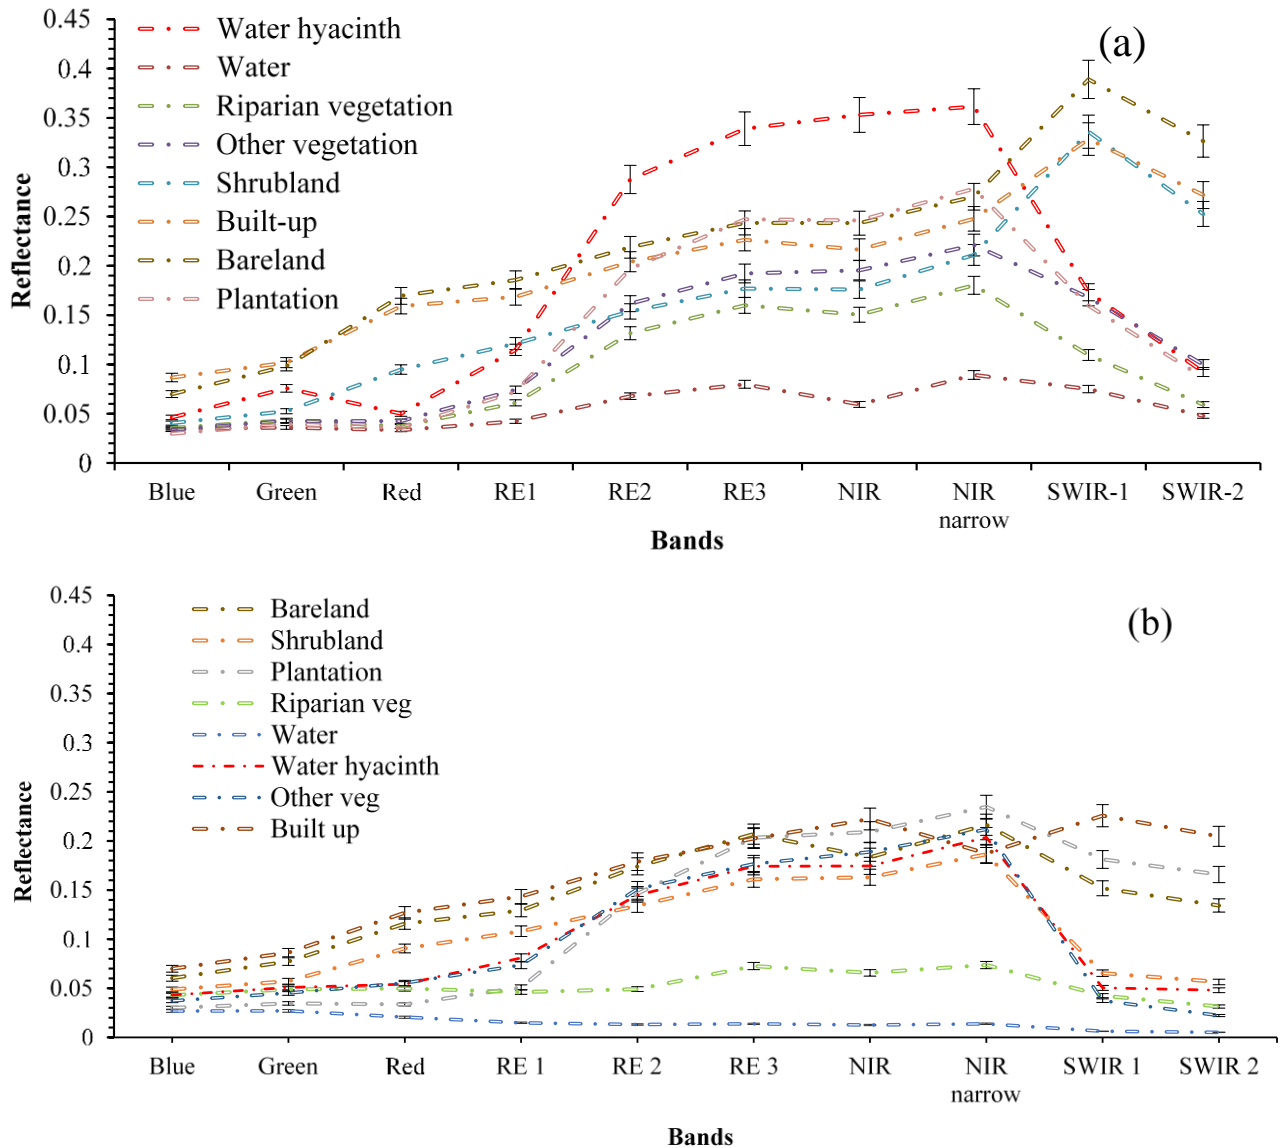 0.45
0.4
0.35
0.3
0.25
0.2
0.15
0.1
0.05
0
Reflectance
Water hyacinth
Water
Riparian vegetation
Other vegetation
Shrubland
Built-up
Bareland
Plantation
(a)
Blue Green Red RE1 RE2 RE3 NIR NIR narrow SWIR-1 SWIR-2
Bands
0.45
0.4
0.35
0.3
0.25
0.2
0.15
0.1
0.05
0
Reflectance
Bareland
Shrubland
Plantation
Riparian veg
Water
Water hyacinth
Other veg
Built up
(b)
Blue Green Red RE 1 RE 2 RE 3 NIR NIR narrow SWIR 1 SWIR 2
Bands